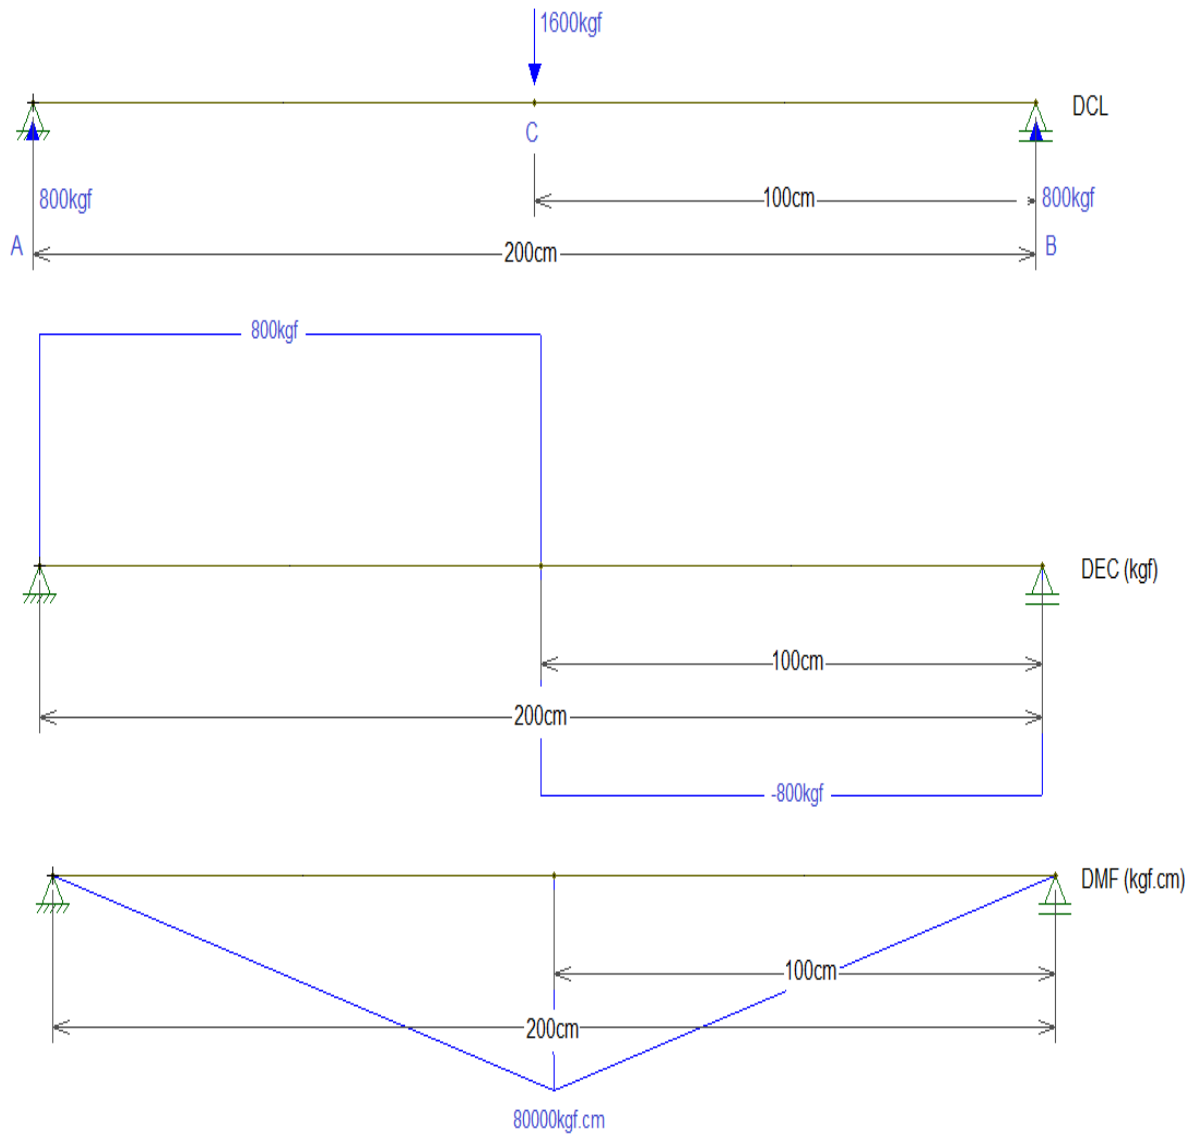 1600kgf
DCL
C
800kgf
100cm
800kgf
A
200cm
B
800kgf
DEC (kgf)
100cm
200cm
-800kgf
DMF (kgf.cm)
100cm
200cm
80000kgf.cm